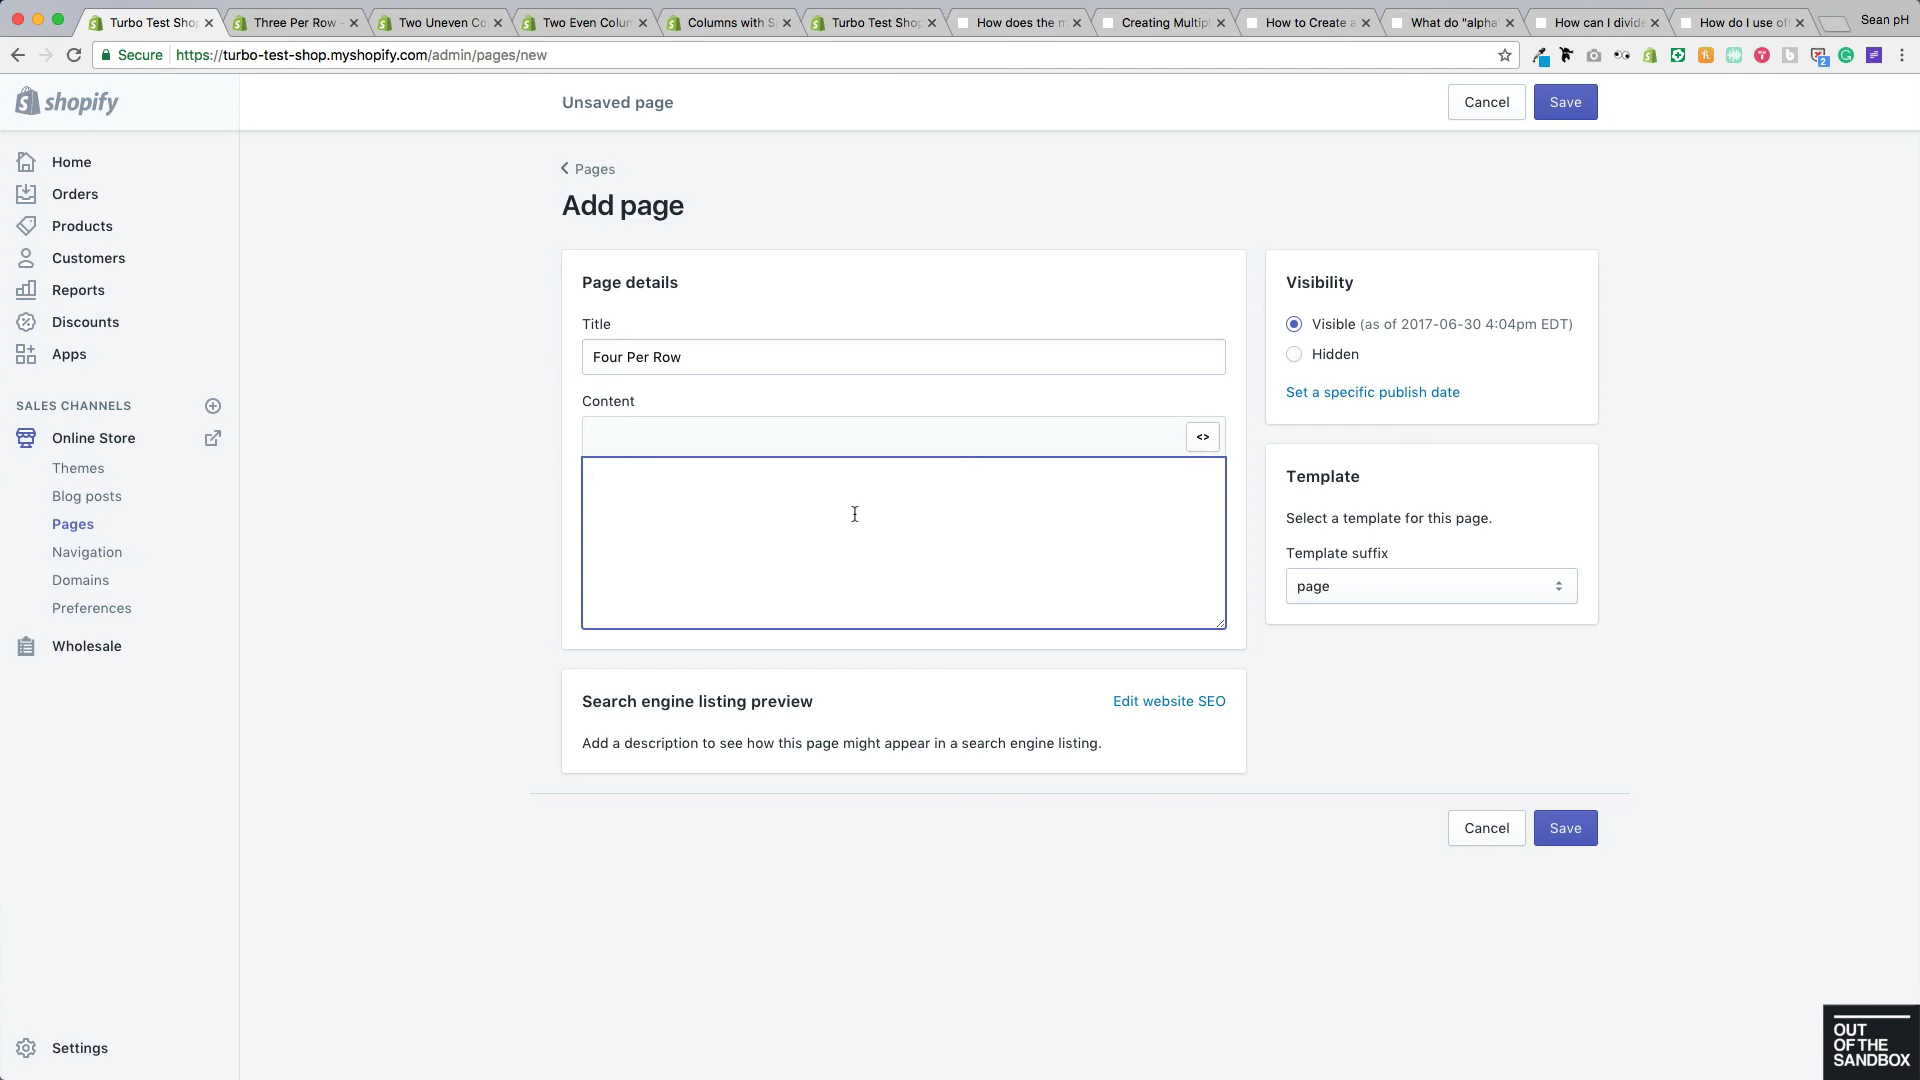 Turbo Test Shop
Three Per Row -
Two Uneven Co
Two Even Colum
Columns with S
Turbo Test Shop
How does the m
Creating Multipl
How to Create a
What do "alpha
How can I divide
How do I use of
Sean pH
Secure
https://turbo-test-shop.myshopify.com/admin/pages/new
2
shopify
Unsaved page
Cancel
Save
Home
Orders
Products
Customers
Reports
Discounts
Apps
SALES CHANNELS
Online Store
Themes
Blog posts
Pages
Navigation
Domains
Preferences
Wholesale
Settings
Pages
Add page
Page details
Title
Four Per Row
Content
<>
Visibility
Visible (as of 2017-06-30 4:04pm EDT)
Hidden
Set a specific publish date
Template
Select a template for this page.
Template suffix
page
Search engine listing preview
Edit website SEO
Add a description to see how this page might appear in a search engine listing.
Cancel
Save
OUT
OF THE
SANDBOX